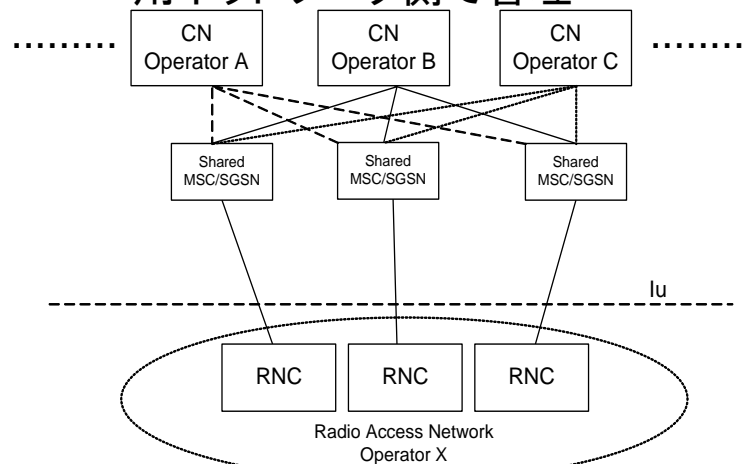 CN
Operator A
CN
Operator B
CN
Operator C
Shared
MSC/SGSN
Shared
MSC/SGSN
Shared
MSC/SGSN
Iu
RNC
RNC
RNC
Radio Access Network
Operator X